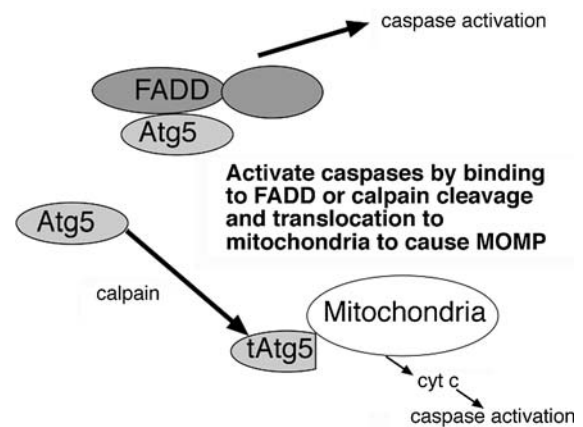 caspase activation
FADD
Atg5
Activate caspases by binding
to FADD or calpain cleavage
and translocation to
mitochondria to cause MOMP
Atg5
calpain
Mitochondria
tAtg5
cyt c
caspase activation